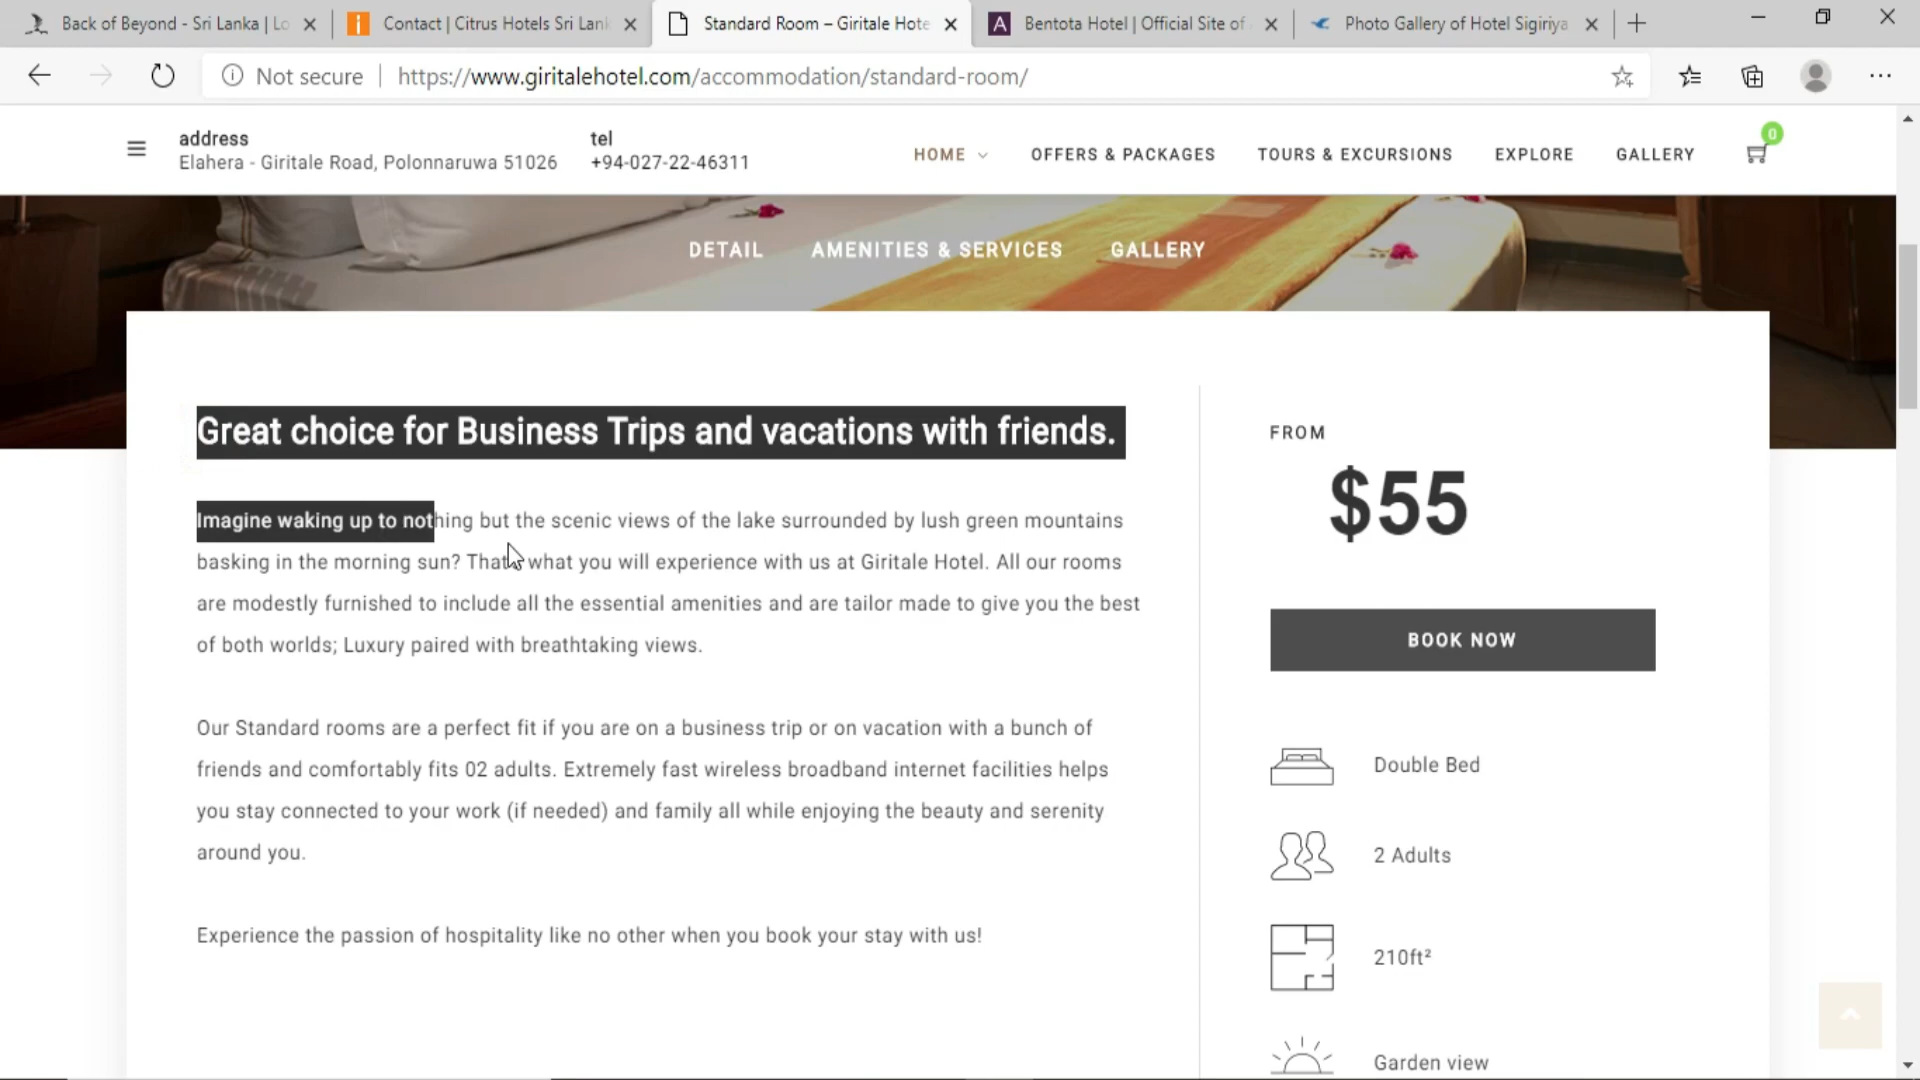 Back of Beyond - Sri Lanka | Lo
Contact | Citrus Hotels Sri Lank
Standard Room – Giritale Hote
A
Bentota Hotel | Official Site of
Photo Gallery of Hotel Sigiriya
Not secure
https://www.giritalehotel.com/accommodation/standard-room/
address
Elahera - Giritale Road, Polonnaruwa 51026
tel
+94-027-22-46311
HOME
OFFERS & PACKAGES
TOURS & EXCURSIONS
EXPLORE
GALLERY
0
DETAIL
AMENITIES & SERVICES
GALLERY
Great choice for Business Trips and vacations with friends.
Imagine waking up to nothing but the scenic views of the lake surrounded by lush green mountains
basking in the morning sun? That's what you will experience with us at Giritale Hotel. All our rooms
are modestly furnished to include all the essential amenities and are tailor made to give you the best
of both worlds; Luxury paired with breathtaking views.
Our Standard rooms are a perfect fit if you are on a business trip or on vacation with a bunch of
friends and comfortably fits 02 adults. Extremely fast wireless broadband internet facilities helps
you stay connected to your work (if needed) and family all while enjoying the beauty and serenity
around you.
Experience the passion of hospitality like no other when you book your stay with us!
FROM
$55
BOOK NOW
Double Bed
2 Adults
210ft²
Garden view